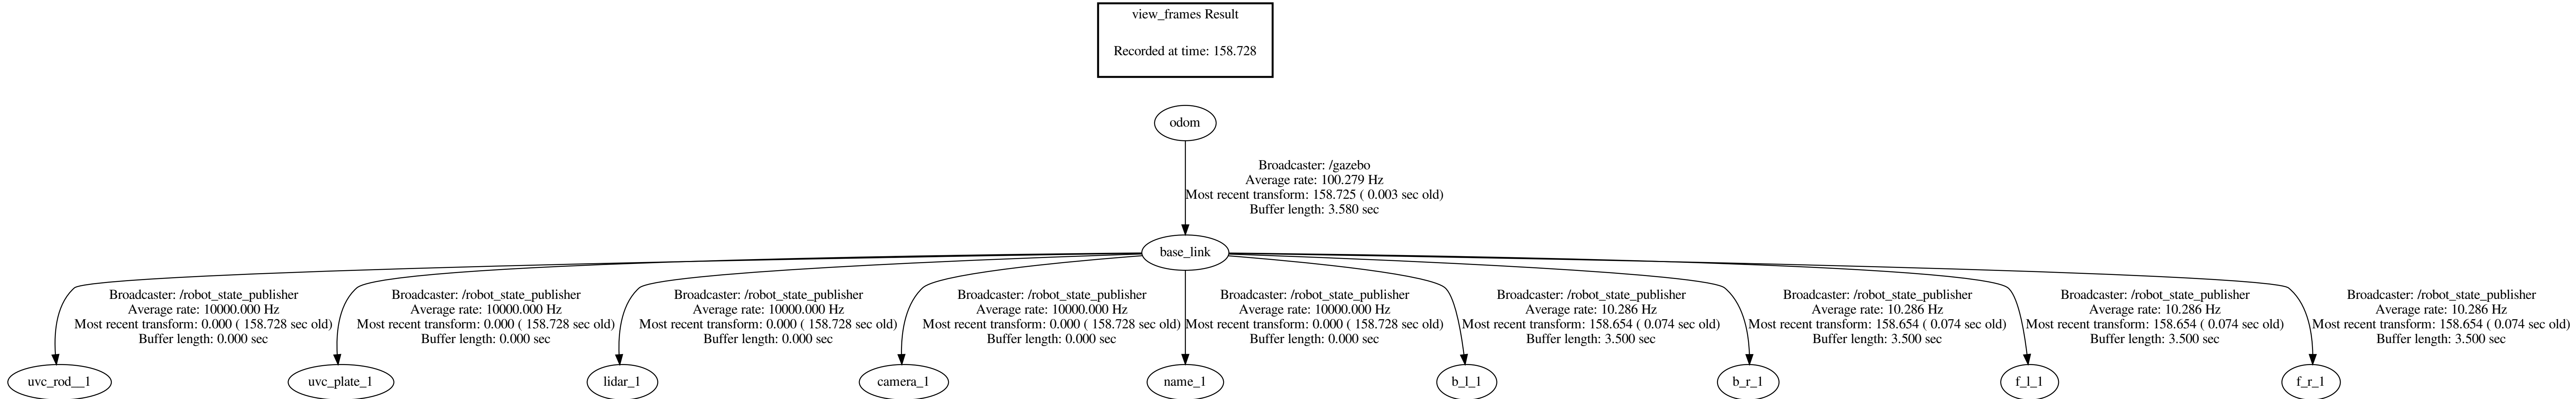 view_frames Result
Recorded at time: 158.728
odom
Broadcaster: /gazebo
Average rate: 100.279 Hz
Most recent transform: 158.725 ( 0.003 sec old)
Buffer length: 3.580 sec
base_link
Broadcaster: /robot_state_publisher
Average rate: 10000.000 Hz
Most recent transform: 0.000 ( 158.728 sec old)
Buffer length: 0.000 sec
Broadcaster: /robot_state_publisher
Average rate: 10000.000 Hz
Most recent transform: 0.000 ( 158.728 sec old)
Buffer length: 0.000 sec
Broadcaster: /robot_state_publisher
Average rate: 10000.000 Hz
Most recent transform: 0.000 ( 158.728 sec old)
Buffer length: 0.000 sec
Broadcaster: /robot_state_publisher
Average rate: 10000.000 Hz
Most recent transform: 0.000 ( 158.728 sec old)
Buffer length: 0.000 sec
Broadcaster: /robot_state_publisher
Average rate: 10000.000 Hz
Most recent transform: 0.000 ( 158.728 sec old)
Buffer length: 0.000 sec
Broadcaster: /robot_state_publisher
Average rate: 10.286 Hz
Most recent transform: 158.654 ( 0.074 sec old)
Buffer length: 3.500 sec
Broadcaster: /robot_state_publisher
Average rate: 10.286 Hz
Most recent transform: 158.654 ( 0.074 sec old)
Buffer length: 3.500 sec
Broadcaster: /robot_state_publisher
Average rate: 10.286 Hz
Most recent transform: 158.654 ( 0.074 sec old)
Buffer length: 3.500 sec
Broadcaster: /robot_state_publisher
Average rate: 10.286 Hz
Most recent transform: 158.654 ( 0.074 sec old)
Buffer length: 3.500 sec
uvc_rod__1
uvc_plate_1
lidar_1
camera_1
name_1
b_l_1
b_r_1
f_l_1
f_r_1